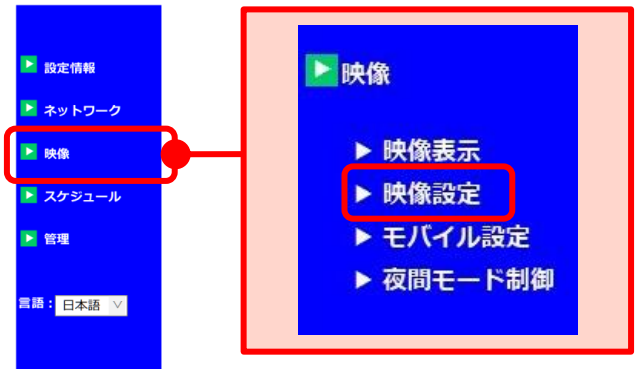 設定情報
ネットワーク
映像
スケジュール
管理
言語：日本語
映像
映像表示
映像設定
モバイル設定
夜間モード制御